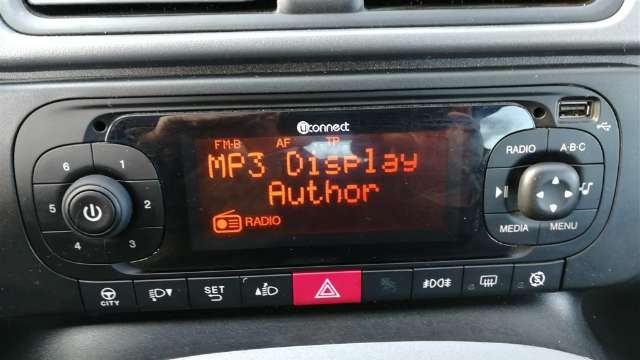 uconnect
FM-B AF TP
MP3 Display
Author
RADIO
6 1
5 2
4 3
RADIO A·B·C
MEDIA MENU
CITY
SET